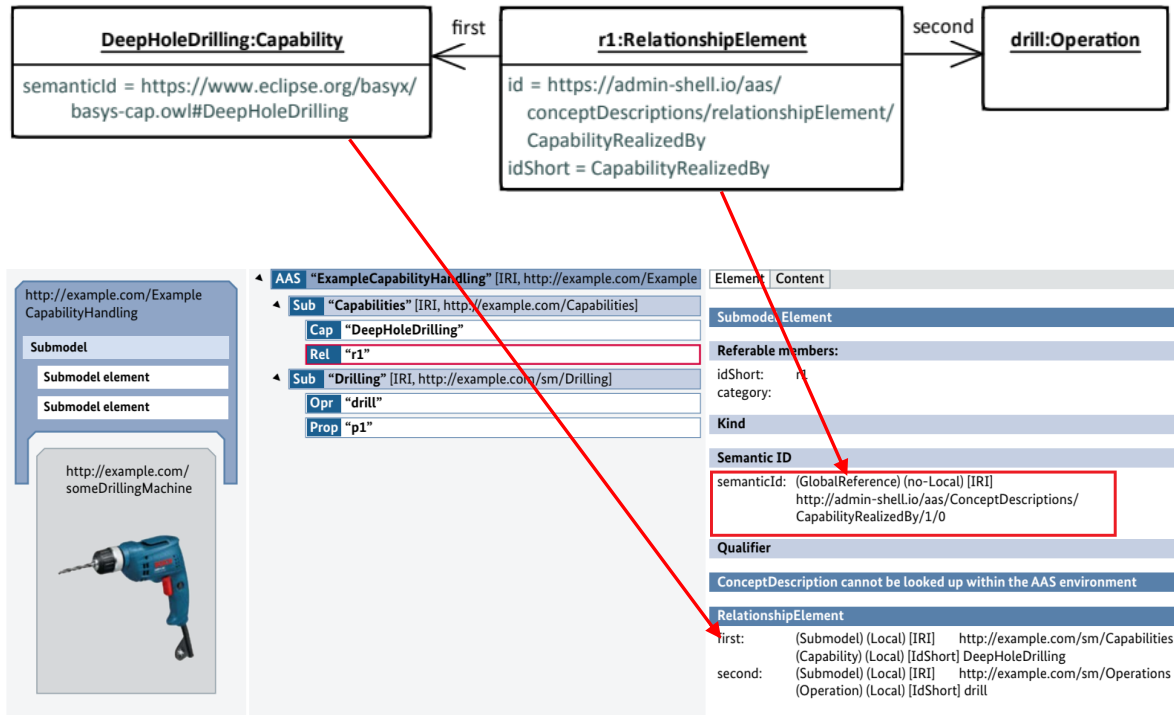 DeepHoleDrilling:Capability
semanticId = https://www.eclipse.org/basyx/
basys-cap.owl#DeepHoleDrilling
first
r1:RelationshipElement
id = https://admin-shell.io/aas/
conceptDescriptions/relationshipElement/
CapabilityRealizedBy
idShort = CapabilityRealizedBy
second
drill:Operation
http://example.com/Example
CapabilityHandling
Submodel
Submodel element
Submodel element
http://example.com/
someDrillingMachine
AAS "ExampleCapabilityHandling" [IRI, http://example.com/Example
Sub "Capabilities" [IRI, http://example.com/Capabilities]
Cap "DeepHoleDrilling"
Rel "r1"
Sub "Drilling" [IRI, http://example.com/sm/Drilling]
Opr "drill"
Prop "p1"
Element Content
Submodel Element
Referable members:
idShort: r1
category:
Kind
Semantic ID
semanticId: (GlobalReference) (no-Local) [IRI]
http://admin-shell.io/aas/ConceptDescriptions/
CapabilityRealizedBy/1/0
Qualifier
ConceptDescription cannot be looked up within the AAS environment
RelationshipElement
first: (Submodel) (Local) [IRI] http://example.com/sm/Capabilities
(Capability) (Local) [IdShort] DeepHoleDrilling
second: (Submodel) (Local) [IRI] http://example.com/sm/Operations
(Operation) (Local) [IdShort] drill